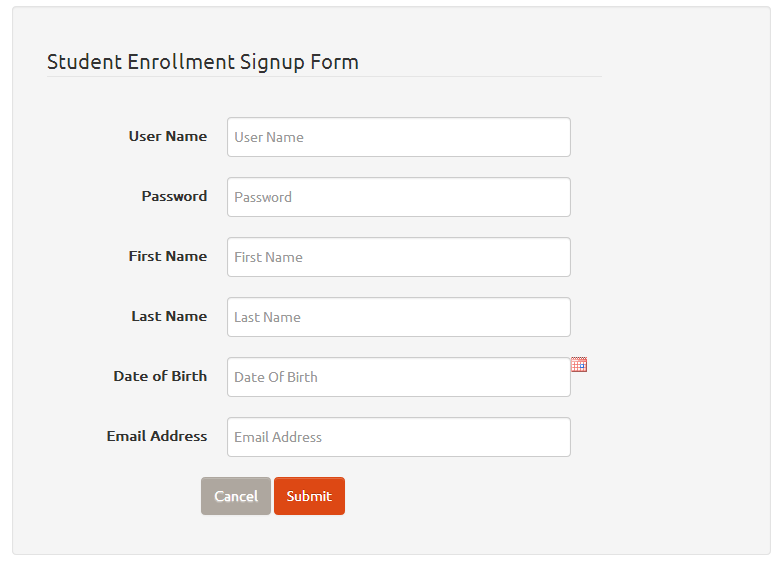 Student Enrollment Signup Form
User Name User Name
Password Password
First Name First Name
Last Name Last Name
Date of Birth Date Of Birth
Email Address Email Address
Cancel Submit